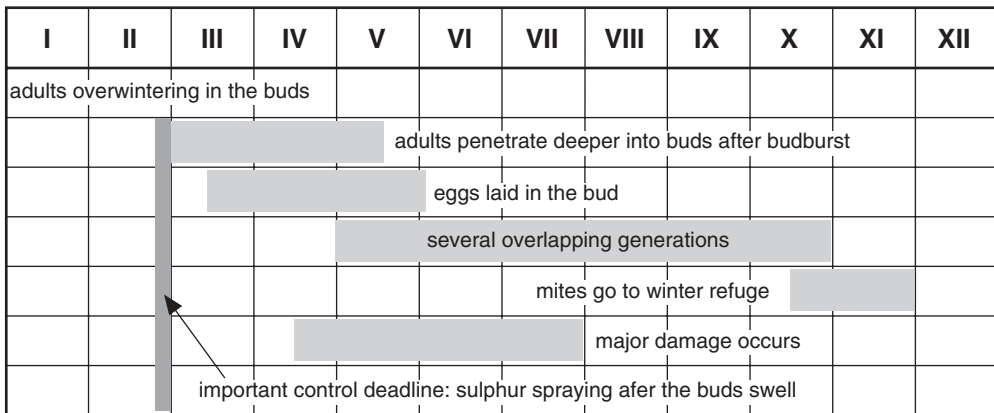 I II III IV V VI VII VIII IX X XI XII
adults overwintering in the buds
adults penetrate deeper into buds after budburst
eggs laid in the bud
several overlapping generations
mites go to winter refuge
major damage occurs
important control deadline: sulphur spraying afer the buds swell